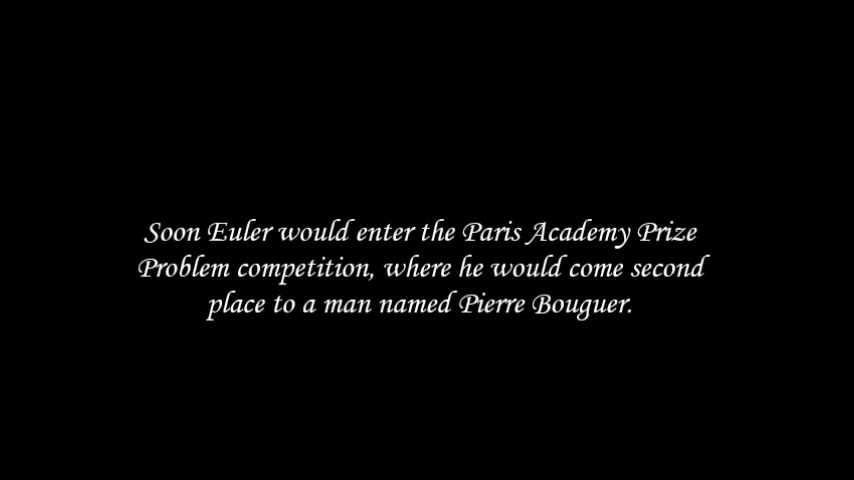 Soon Euler would enter the Paris Academy Prize
Problem competition, where he would come second
place to a man named Pierre Bouguer.